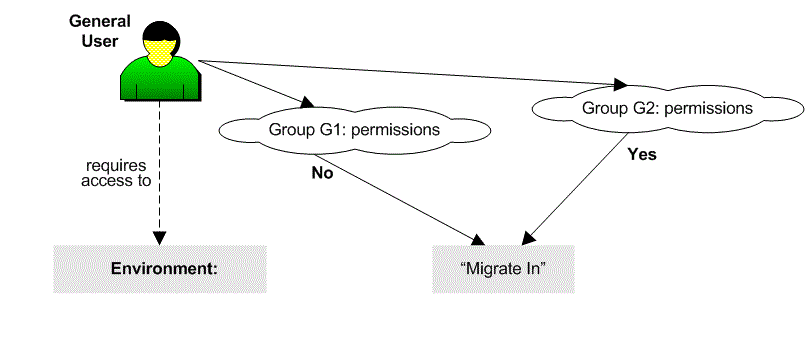 General
User
Group G1: permissions
Group G2: permissions
No
Yes
requires
access to
Environment:
“Migrate In”